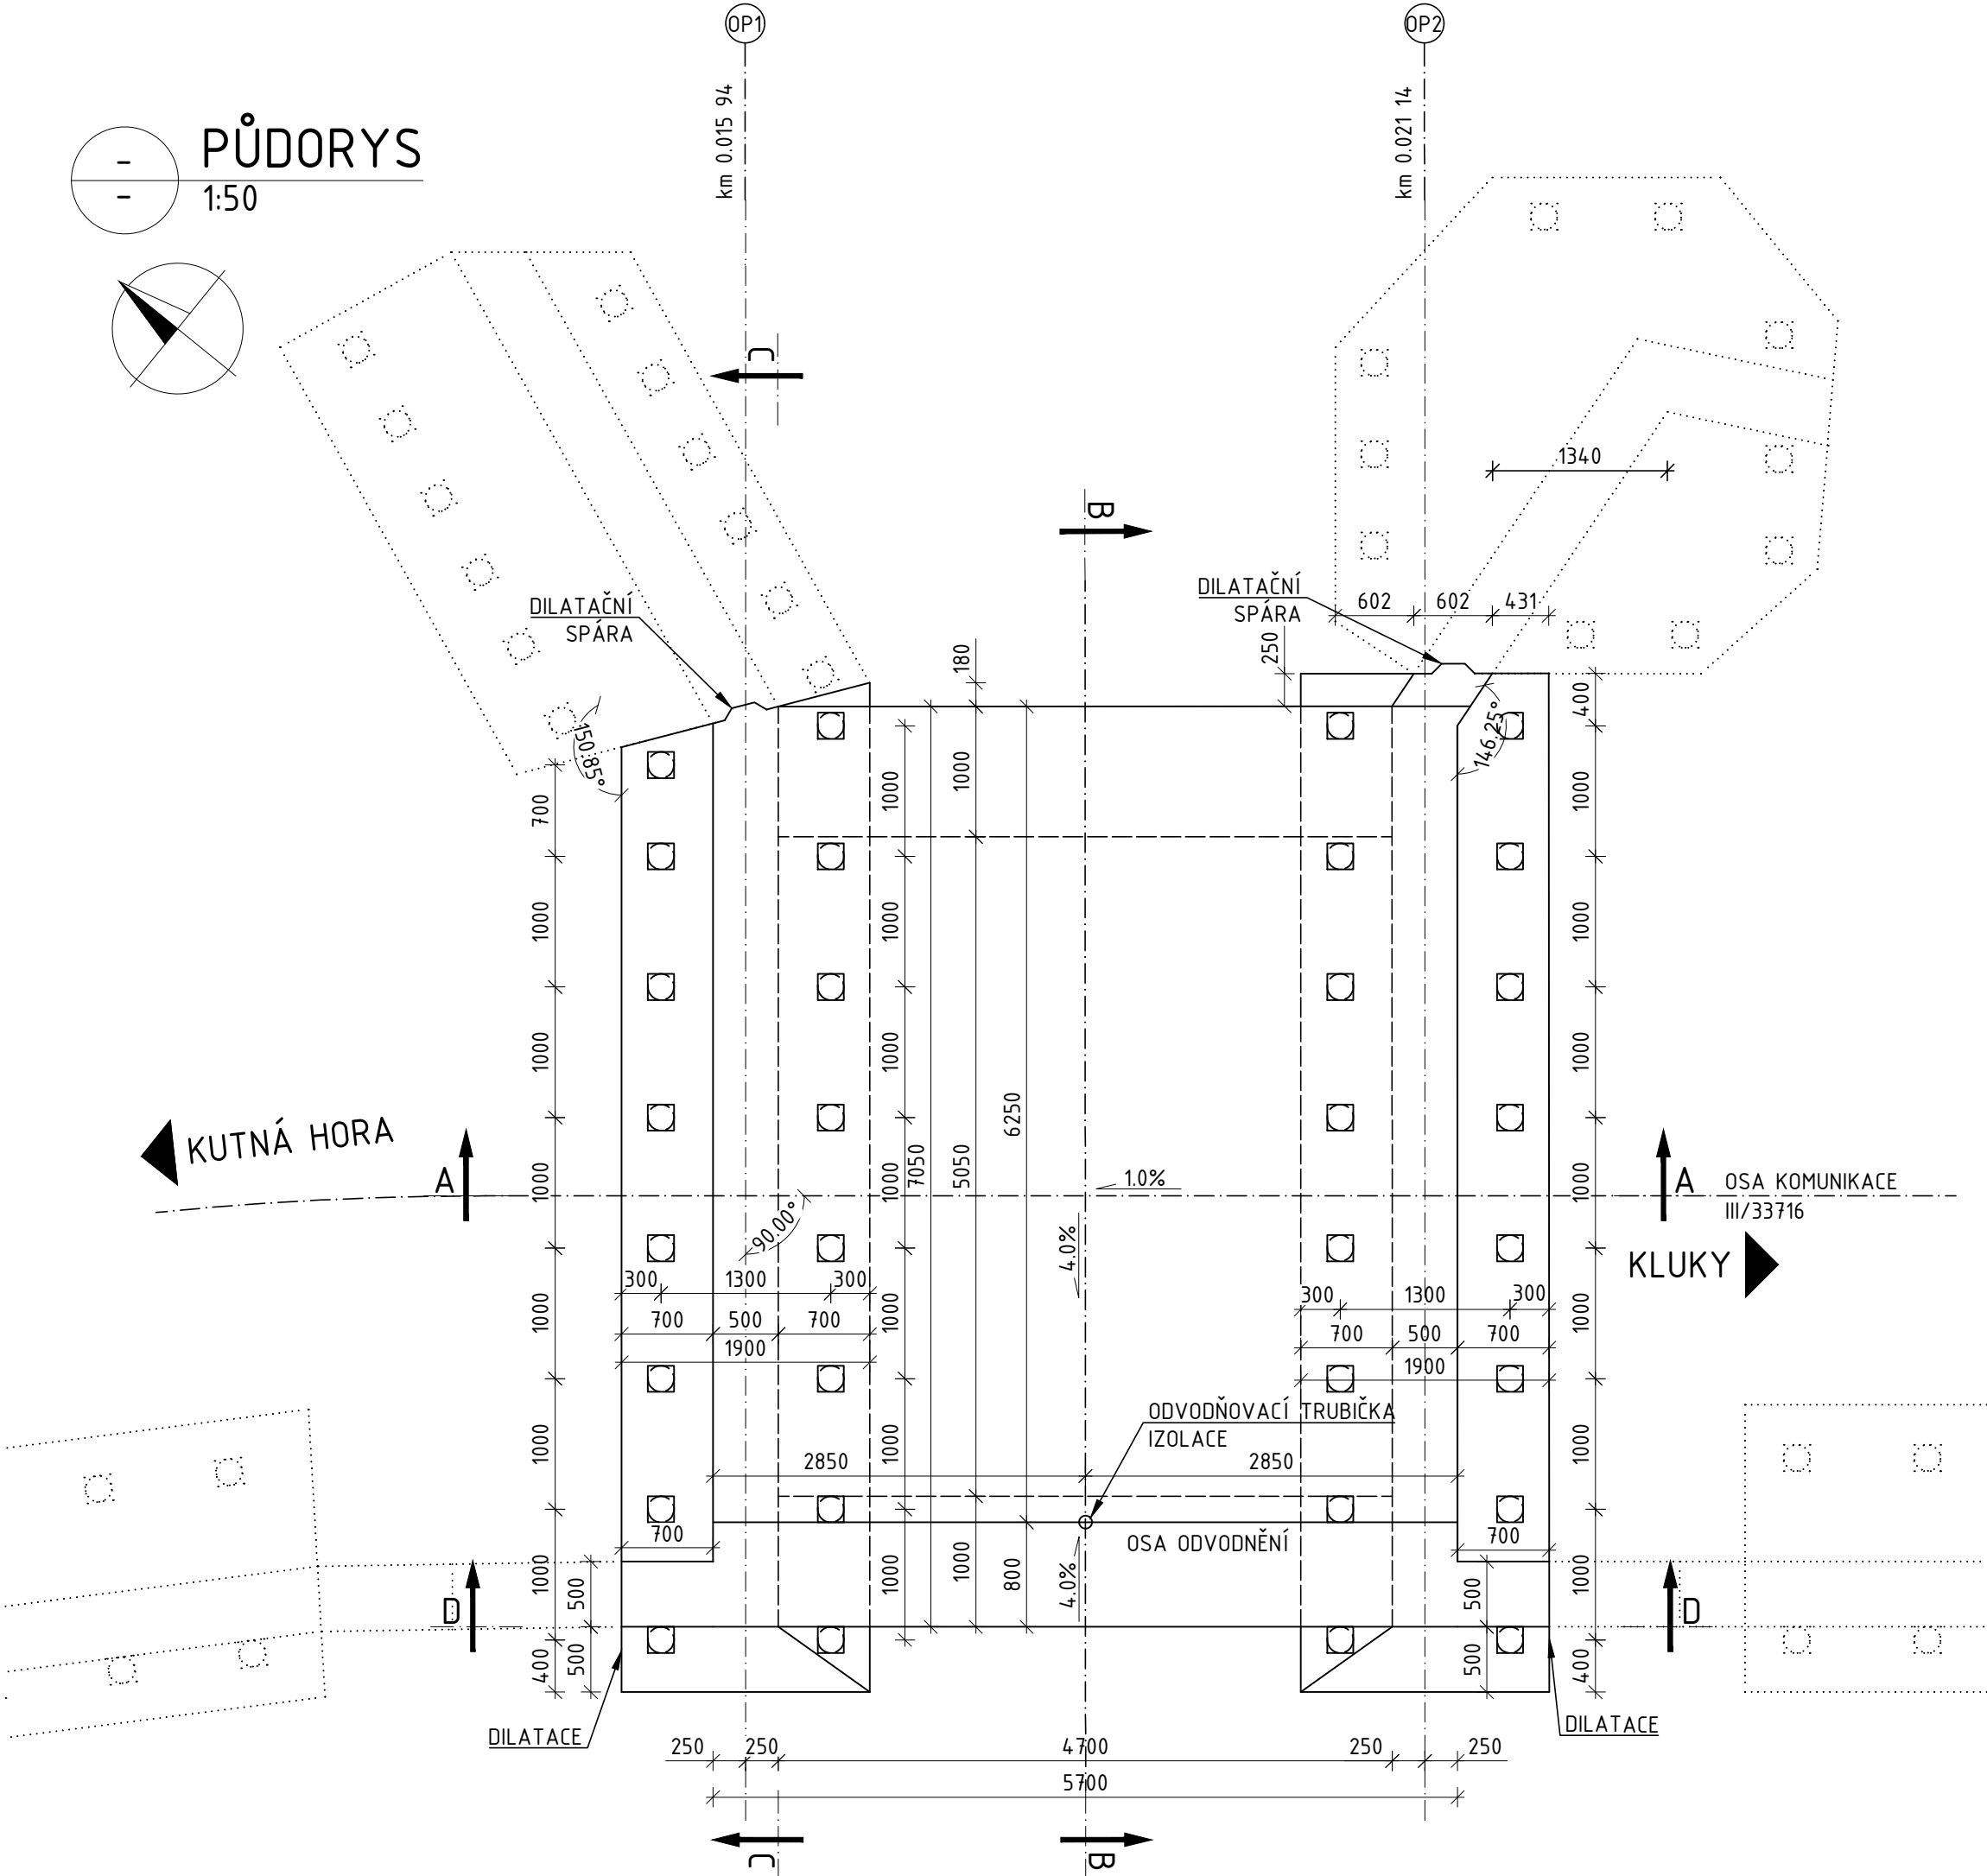 OP1
OP2
km 0.015 94
km 0.021 14
-
-
PŮDORYS
1:50
C
B
1340
DILATAČNÍ
SPÁRA
DILATAČNÍ
SPÁRA
602
602
431
180
250
400
150.85°
146.25°
700
1000
1000
1000
1000
1000
1000
1000
1000
1000
1000
1000
1000
7050
5050
6250
1000
1000
1000
KUTNÁ HORA
A
A
1.0%
OSA KOMUNIKACE
III/33716
KLUKY
90.00°
4.0%
300
1300
300
700
500
700
1900
300
1300
300
700
500
700
1900
1000
1000
1000
1000
1000
1000
ODVODŇOVACÍ TRUBIČKA
IZOLACE
2850
2850
700
700
OSA ODVODNĚNÍ
1000
500
1000
1000
800
4.0%
500
1000
D
D
400
500
500
400
DILATACE
DILATACE
250
250
4700
250
250
5700
C
B